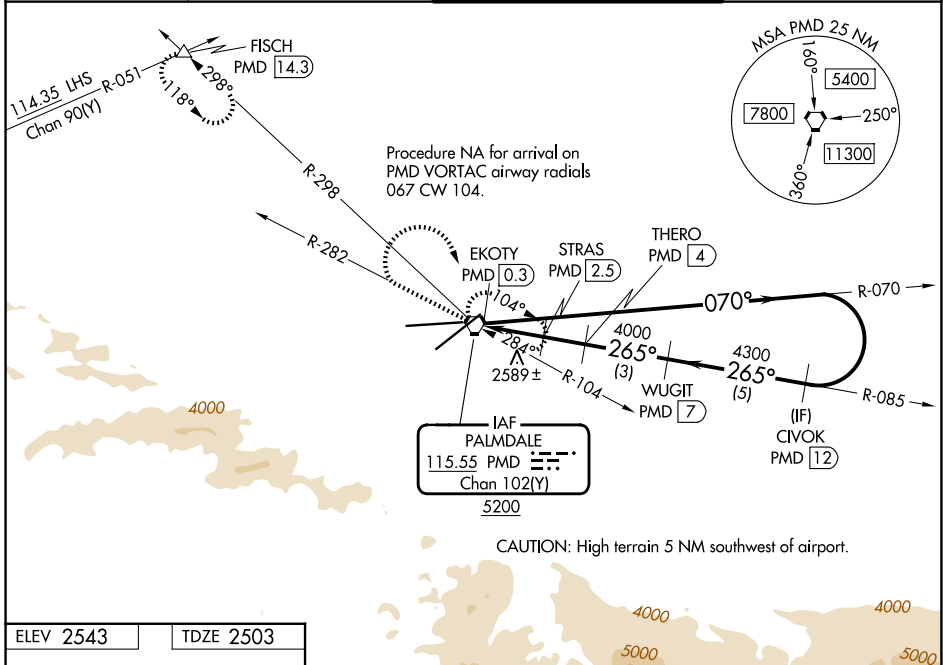 MSA PMD 25 NM
160°
5400
7800
250°
11300
360°
FISCH
PMD 14.3
298°
118°
114.35 LHS R-051
Chan 90(Y)
R-298
Procedure NA for arrival on
PMD VORTAC airway radials
067 CW 104.
R-282
EKOTY
PMD 0.3
STRAS
PMD 2.5
THERO
PMD 4
104°
070°
R-070
284°
2589 ±
R-104
4000
265°
(3)
WUGIT
PMD 7
4300
265°
(5)
R-085
(IF)
CIVOK
PMD 12
IAF
PALMDALE
115.55 PMD
Chan 102(Y)
5200
4000
CAUTION: High terrain 5 NM southwest of airport.
4000
5000
4000
5000
ELEV 2543
TDZE 2503